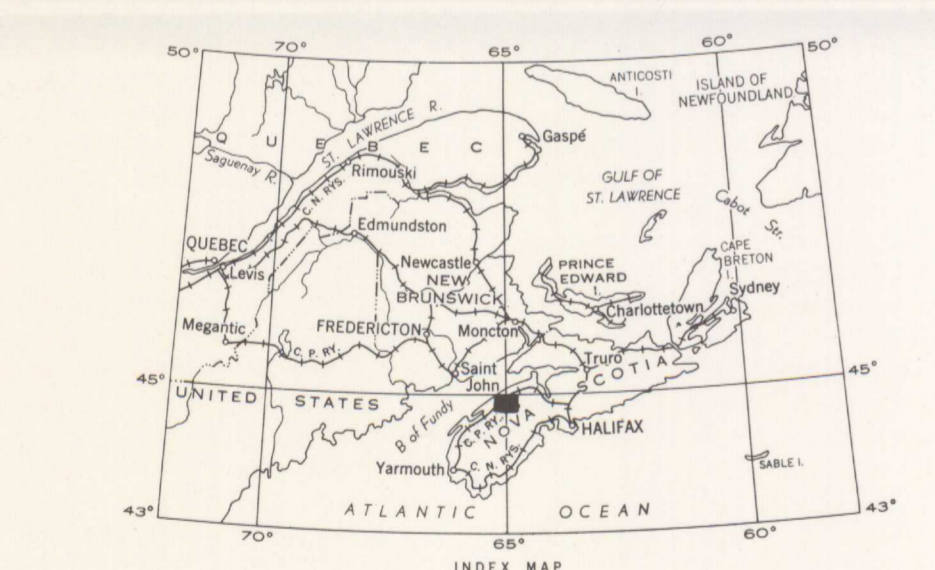 50° 70° 65° 60° 50°
ANTICOSTI
I.
ISLAND OF
NEWFOUNDLAND
QUEBEC
ST. LAWRENCE R.
Gaspé
Saguenay R.
Rimouski
C. N. RYS.
GULF OF
ST. LAWRENCE
Cabot Str.
Edmundston
QUEBEC
Levis
CAPE
BRETON
I.
Newcastle
NEW
BRUNSWICK
PRINCE
EDWARD
I.
Sydney
Charlottetown
Megantic
FREDERICTON
Moncton
C. P. RY.
Truro
Saint
John
45° 45°
UNITED STATES
NOVA SCOTIA
B of Fundy
C. P. RY.
HALIFAX
Yarmouth
C. N. RYS.
SABLE I.
ATLANTIC OCEAN
43° 43°
70° 65° 60°
INDEX MAP